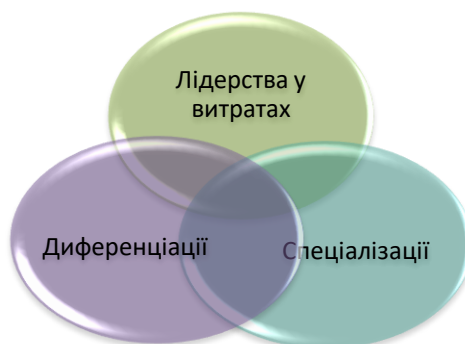 Лідерства у
витратах
Диференціації
Спеціалізації